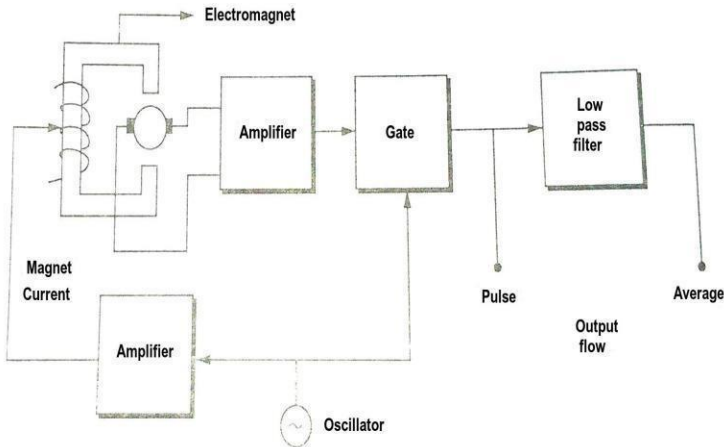 Electromagnet
Amplifier
Gate
Low
pass
filter
Magnet
Current
Pulse
Average
Output
flow
Amplifier
Oscillator